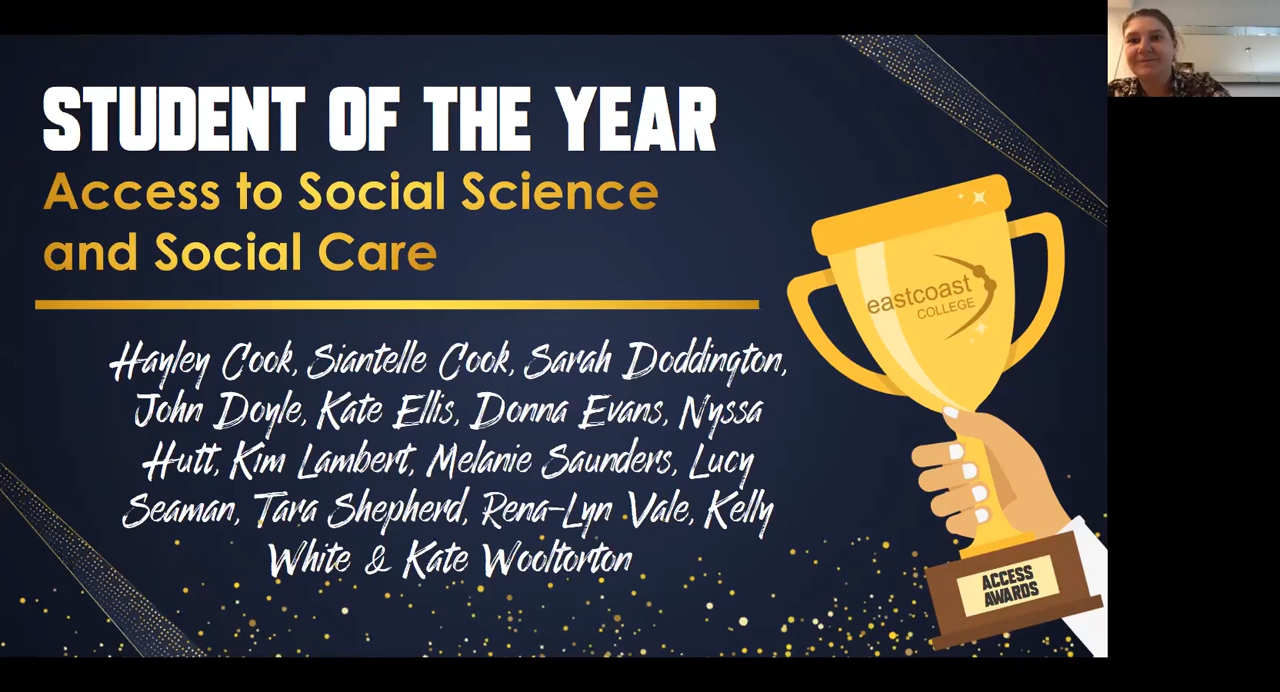 STUDENT OF THE YEAR
Access to Social Science
and Social Care
Hayley Cook, Siantelle Cook, Sarah Doddington,
John Doyle, Kate Ellis, Donna Evans, Nyssa
Hutt, Kim Lambert, Melanie Saunders, Lucy
Seaman, Tara Shepherd, Rena-Lyn Vale, Kelly
White & Kate Wooltorton
eastcoast
COLLEGE
ACCESS
AWARDS